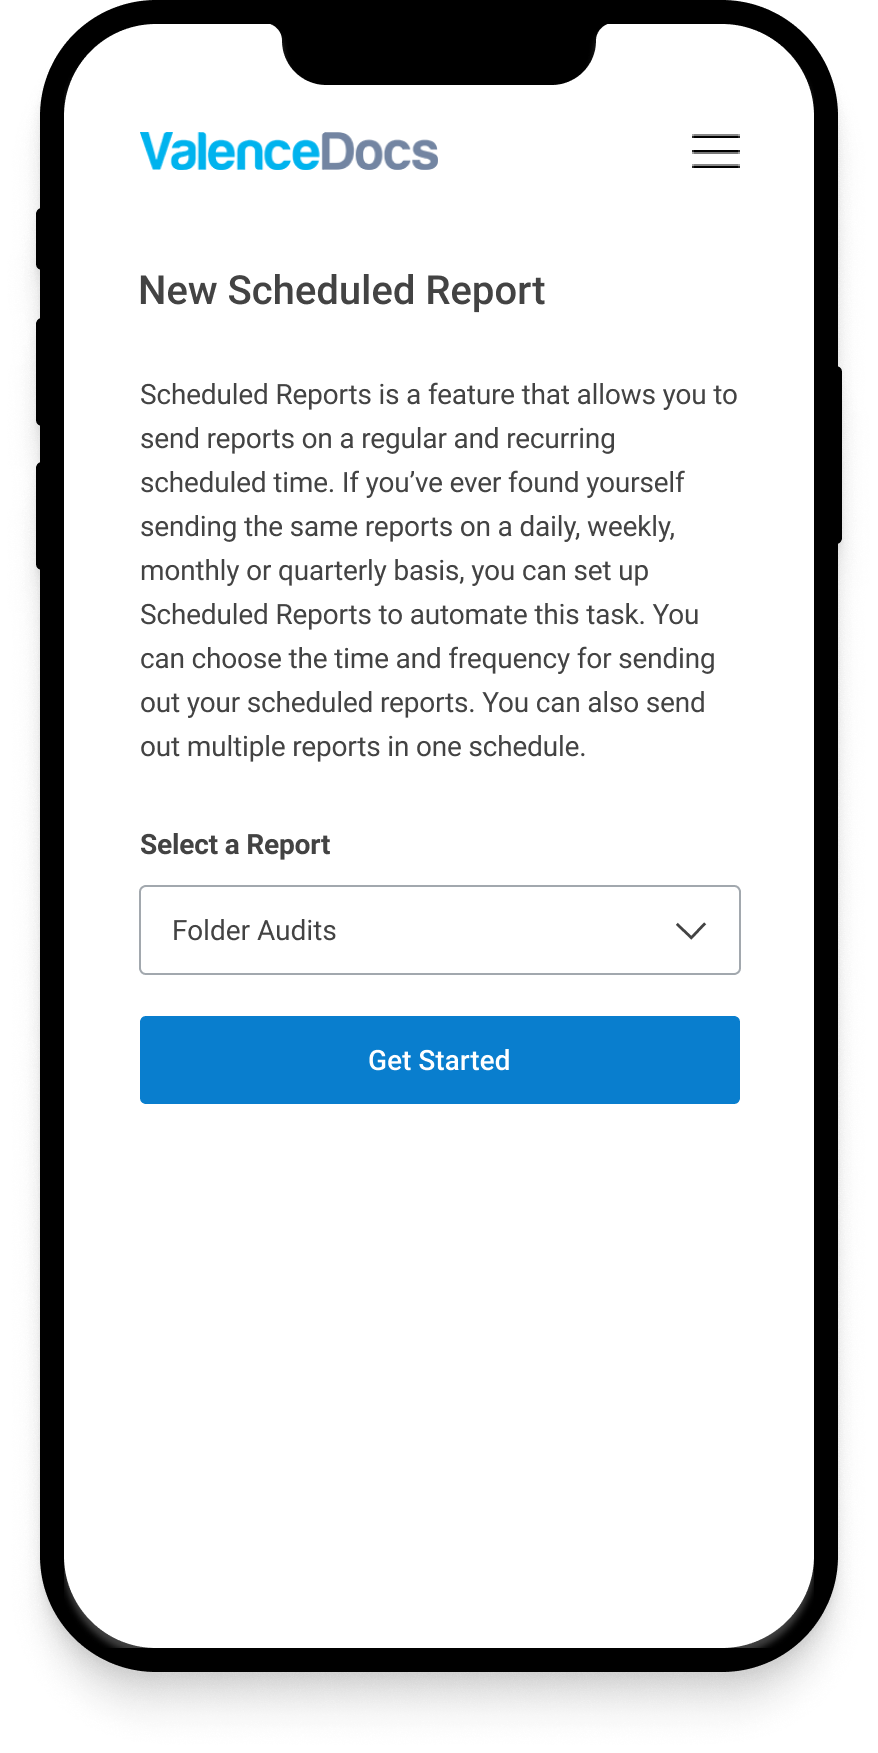 ValenceDocs
New Scheduled Report
Scheduled Reports is a feature that allows you to
send reports on a regular and recurring
scheduled time. If you’ve ever found yourself
sending the same reports on a daily, weekly,
monthly or quarterly basis, you can set up
Scheduled Reports to automate this task. You
can choose the time and frequency for sending
out your scheduled reports. You can also send
out multiple reports in one schedule.
Select a Report
Folder Audits
Get Started